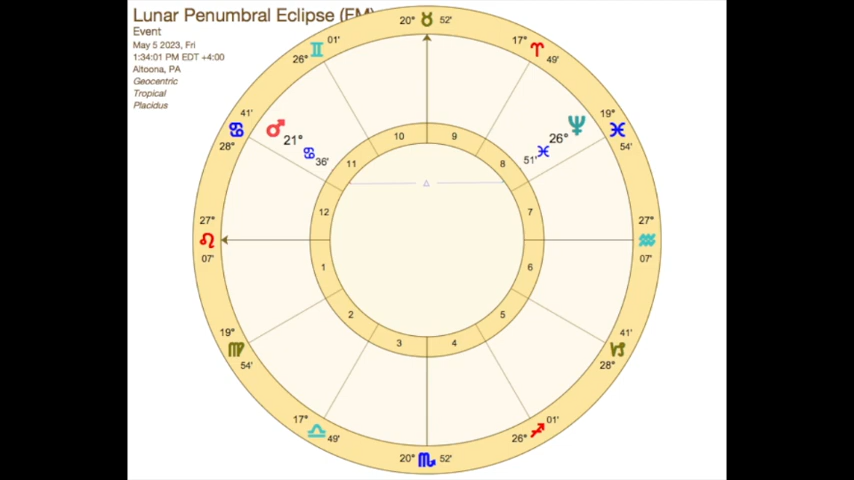 Lunar Penumbral Eclipse (FM)
Event
May 5 2023, Fri
1:34:01 PM EDT +4:00
Altoona, PA
Geocentric
Tropical
Placidus
20° ♉ 52'
17° ♈ 49'
26° ♊ 01'
28° ♋ 41'
♂ 21° ♋ 36'
♆ 26° ♓ 51'
19° ♓ 54'
10
9
11
8
12
7
27° ♌ 07'
27° ♒ 07'
1
6
2
5
3
4
19° ♍ 54'
28° ♑ 41'
17° ♎ 49'
20° ♏ 52'
26° ♐ 01'